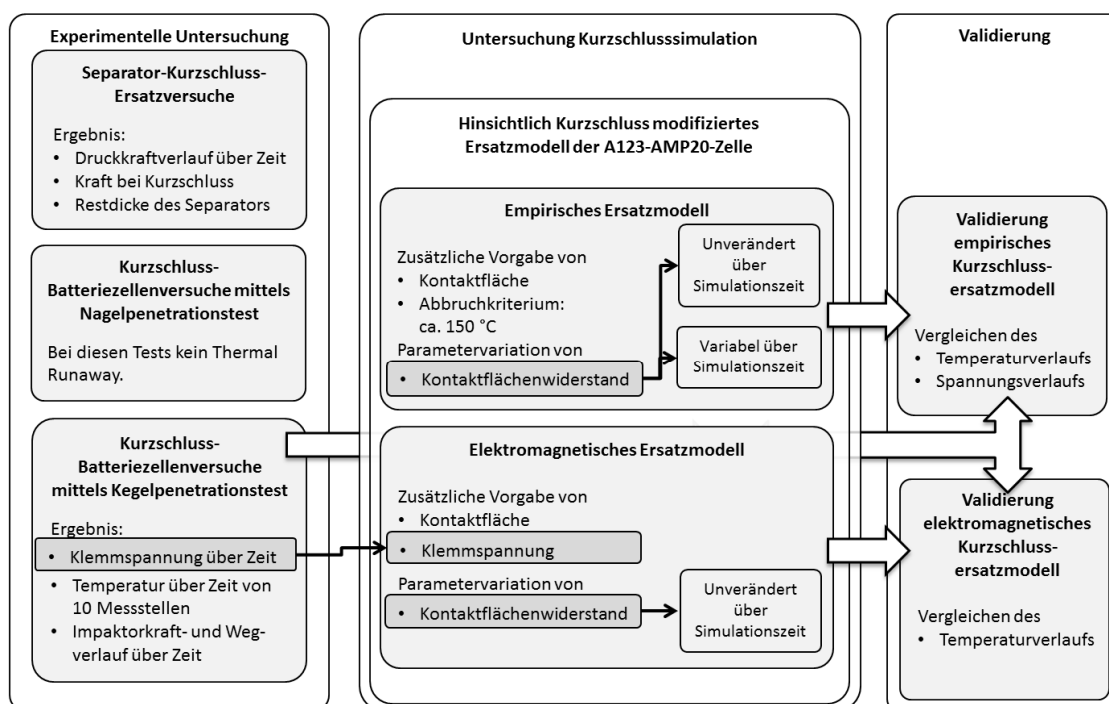 Experimentelle Untersuchung
Separator-Kurzschluss-
Ersatzversuche
Ergebnis:
• Druckkraftverlauf über Zeit
• Kraft bei Kurzschluss
• Restdicke des Separators
Kurzschluss-
Batteriezellenversuche mittels
Nagelpenetrationstest
Bei diesen Tests kein Thermal
Runaway.
Kurzschluss-
Batteriezellenversuche
mittels Kegelpenetrationstest
Ergebnis:
• Klemmspannung über Zeit
• Temperatur über Zeit von
10 Messstellen
• Impaktorkraft- und Weg-
verlauf über Zeit
Untersuchung Kurzschlusssimulation
Hinsichtlich Kurzschluss modifiziertes
Ersatzmodell der A123-AMP20-Zelle
Empirisches Ersatzmodell
Zusätzliche Vorgabe von
• Kontaktfläche
• Abbruchkriterium:
ca. 150 °C
Parametervariation von
• Kontaktflächenwiderstand
Unverändert
über
Simulationszeit
Variabel über
Simulationszeit
Elektromagnetisches Ersatzmodell
Zusätzliche Vorgabe von
• Kontaktfläche
• Klemmspannung
Parametervariation von
• Kontaktflächenwiderstand
Unverändert
über
Simulationszeit
Validierung
Validierung
empirisches
Kurzschluss-
ersatzmodell
Vergleichen des
• Temperaturverlaufs
• Spannungsverlaufs
Validierung
elektromagnetisches
Kurzschluss-
ersatzmodell
Vergleichen des
• Temperaturverlaufs